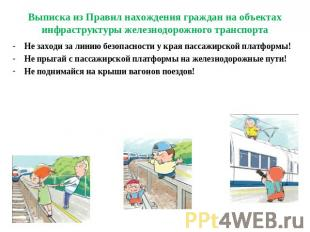 Выписка из Правил нахождения граждан на объектах
инфраструктуры железнодорожного транспорта
- Не заходи за линию безопасности у края пассажирской платформы!
- Не прыгай с пассажирской платформы на железнодорожные пути!
- Не поднимайся на крыши вагонов поездов!
PPt4WEB.ru